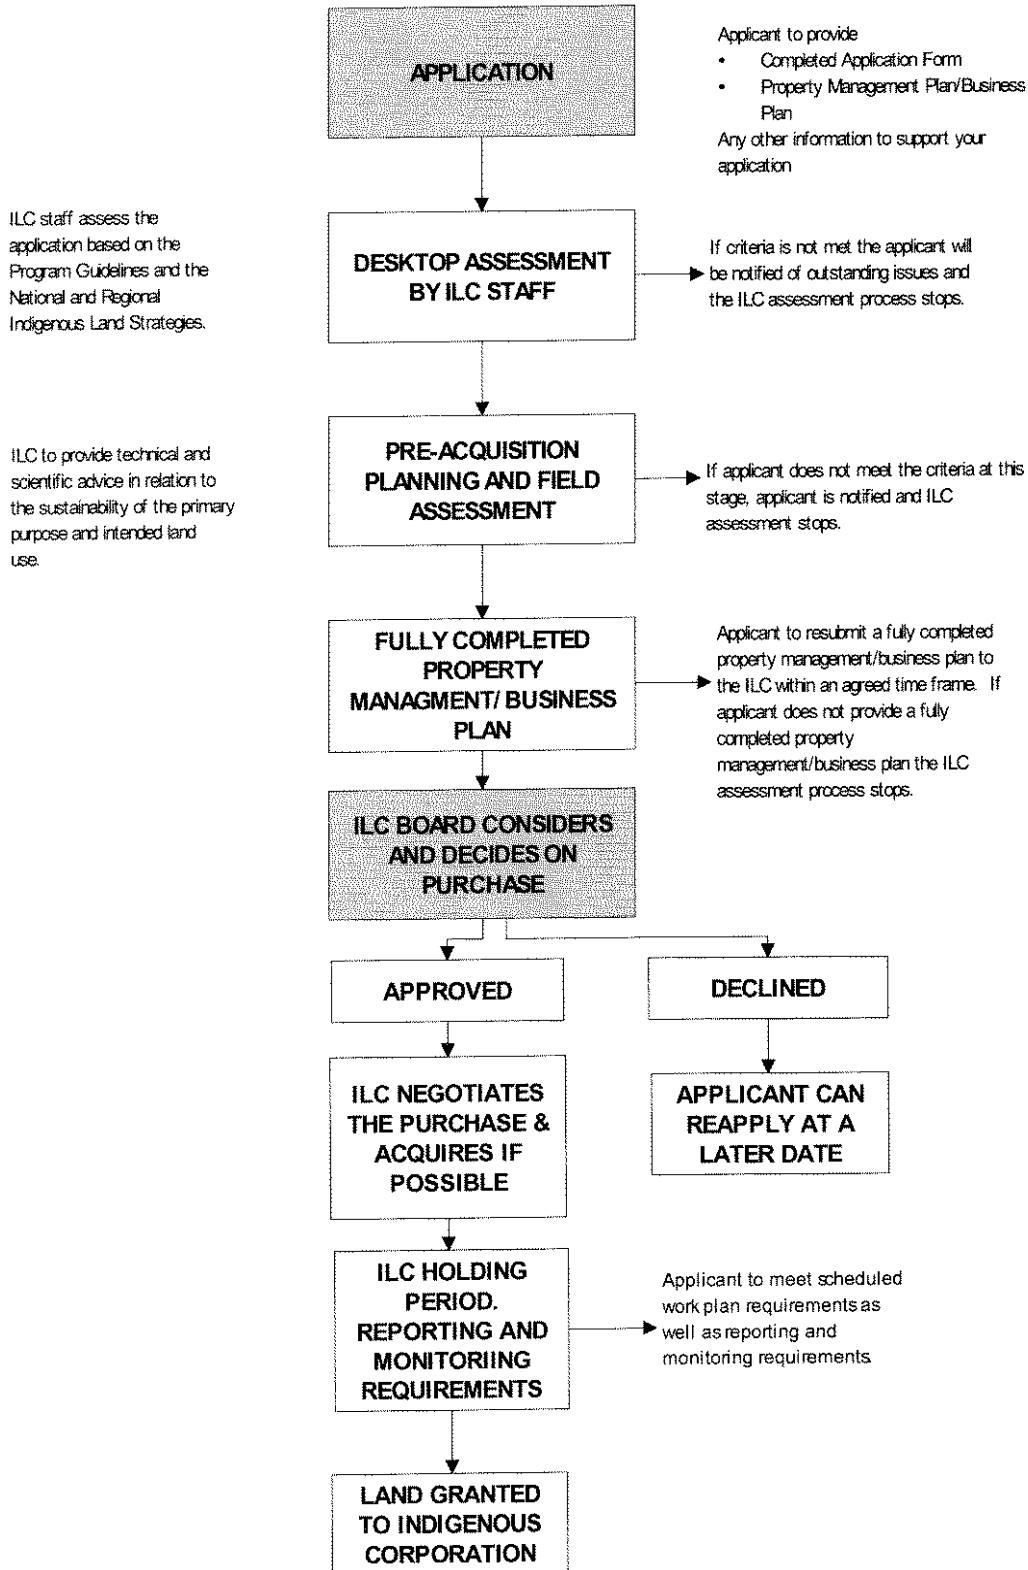 APPLICATION
Applicant to provide
• Completed Application Form
• Property Management Plan/Business
Plan
Any other information to support your
application
ILC staff assess the
application based on the
Program Guidelines and the
National and Regional
Indigenous Land Strategies.
DESKTOP ASSESSMENT
BY ILC STAFF
If criteria is not met the applicant will
be notified of outstanding issues and
the ILC assessment process stops.
ILC to provide technical and
scientific advice in relation to
the sustainability of the primary
purpose and intended land
use.
PRE-ACQUISITION
PLANNING AND FIELD
ASSESSMENT
If applicant does not meet the criteria at this
stage, applicant is notified and ILC
assessment stops.
FULLY COMPLETED
PROPERTY
MANAGMENT/ BUSINESS
PLAN
Applicant to resubmit a fully completed
property management/business plan to
the ILC within an agreed time frame. If
applicant does not provide a fully
completed property
management/business plan the ILC
assessment process stops.
ILC BOARD CONSIDERS
AND DECIDES ON
PURCHASE
APPROVED
DECLINED
ILC NEGOTIATES
THE PURCHASE &
ACQUIRES IF
POSSIBLE
APPLICANT CAN
REAPPLY AT A
LATER DATE
ILC HOLDING
PERIOD.
REPORTING AND
MONITORIING
REQUIREMENTS
Applicant to meet scheduled
work plan requirements as
well as reporting and
monitoring requirements.
LAND GRANTED
TO INDIGENOUS
CORPORATION